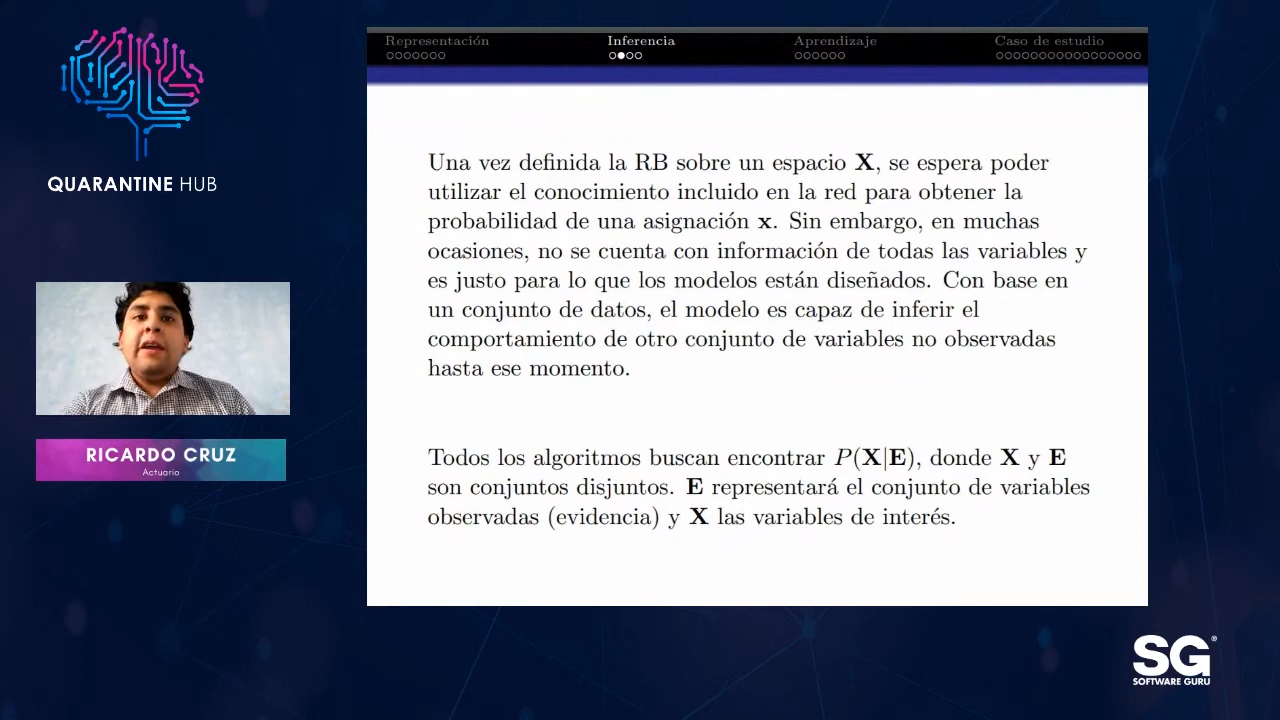 QUARANTINE HUB
RICARDO CRUZ
Actuario
Representación Inferencia Aprendizaje Caso de estudio
Una vez definida la RB sobre un espacio X, se espera poder
utilizar el conocimiento incluido en la red para obtener la
probabilidad de una asignación x. Sin embargo, en muchas
ocasiones, no se cuenta con información de todas las variables y
es justo para lo que los modelos están diseñados. Con base en
un conjunto de datos, el modelo es capaz de inferir el
comportamiento de otro conjunto de variables no observadas
hasta ese momento.
Todos los algoritmos buscan encontrar P(X|E), donde X y E
son conjuntos disjuntos. E representará el conjunto de variables
observadas (evidencia) y X las variables de interés.
SG®
SOFTWARE GURU